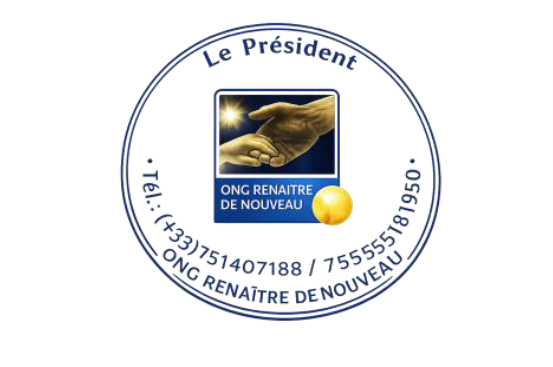 Le Président
ONG RENAITRE
DE NOUVEAU
• Tél.: (+33)751407188 / 755555181950 •
ONG RENAÎTRE DE NOUVEAU